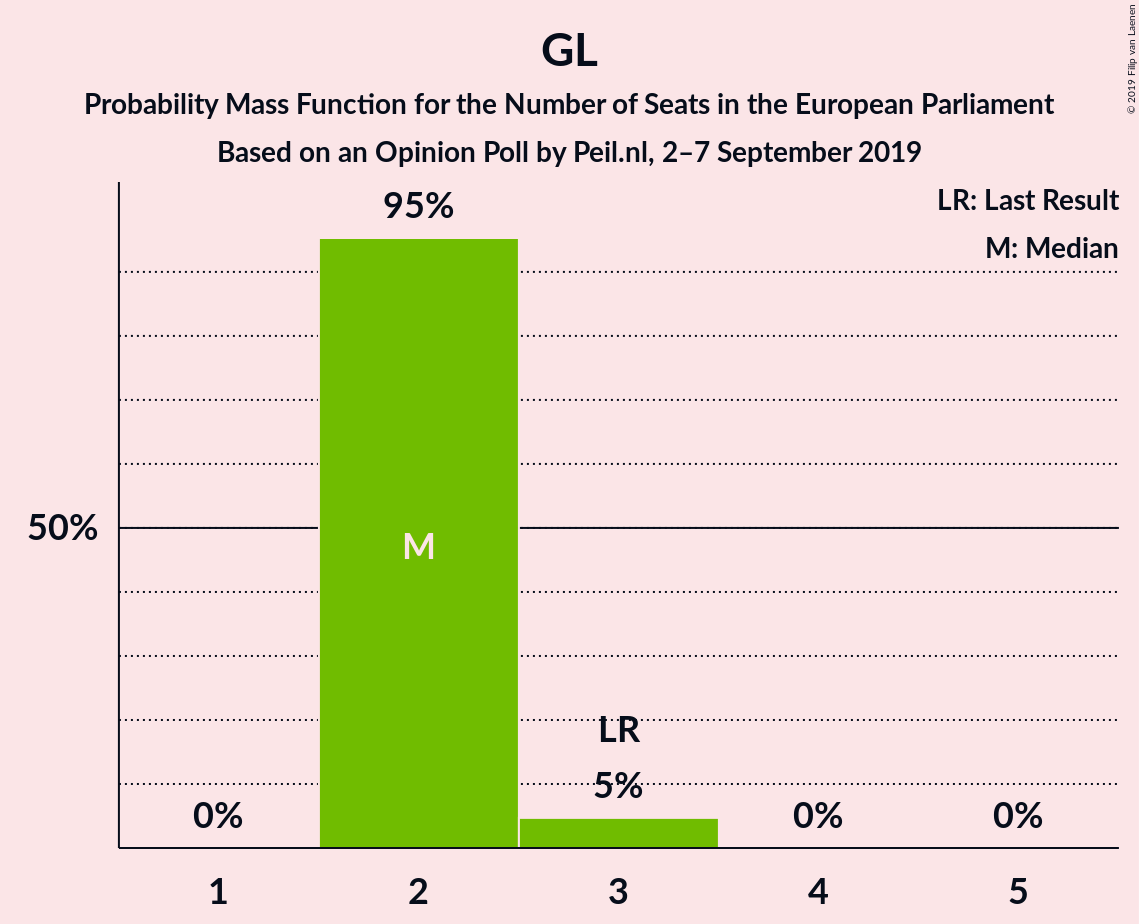 GL
Probability Mass Function for the Number of Seats in the European Parliament
Based on an Opinion Poll by Peil.nl, 2–7 September 2019
© 2019 Filip van Laenen
LR: Last Result
M: Median
95%
50%
M
LR
5%
0%
0%
0%
1
2
3
4
5